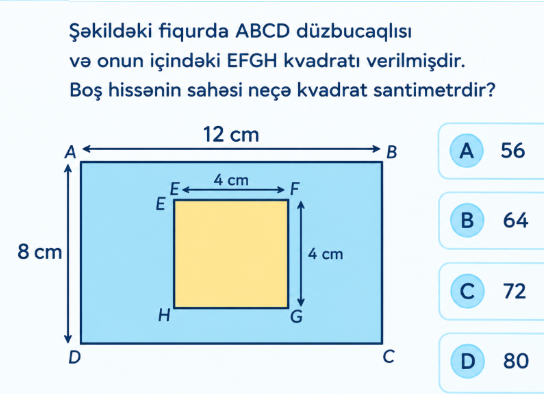 Şəkildəki fiqurda ABCD düzbucaqlısı
və onun içindəki EFGH kvadratı verilmişdir.
Boş hissənin sahəsi neçə kvadrat santimetrdir?
12 cm
A
B
4 cm
E
F
E
8 cm
4 cm
H
G
D
C
A 56
B 64
C 72
D 80